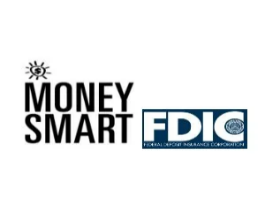 MONEY
SMART
FDIC
FEDERAL DEPOSIT INSURANCE CORPORATION